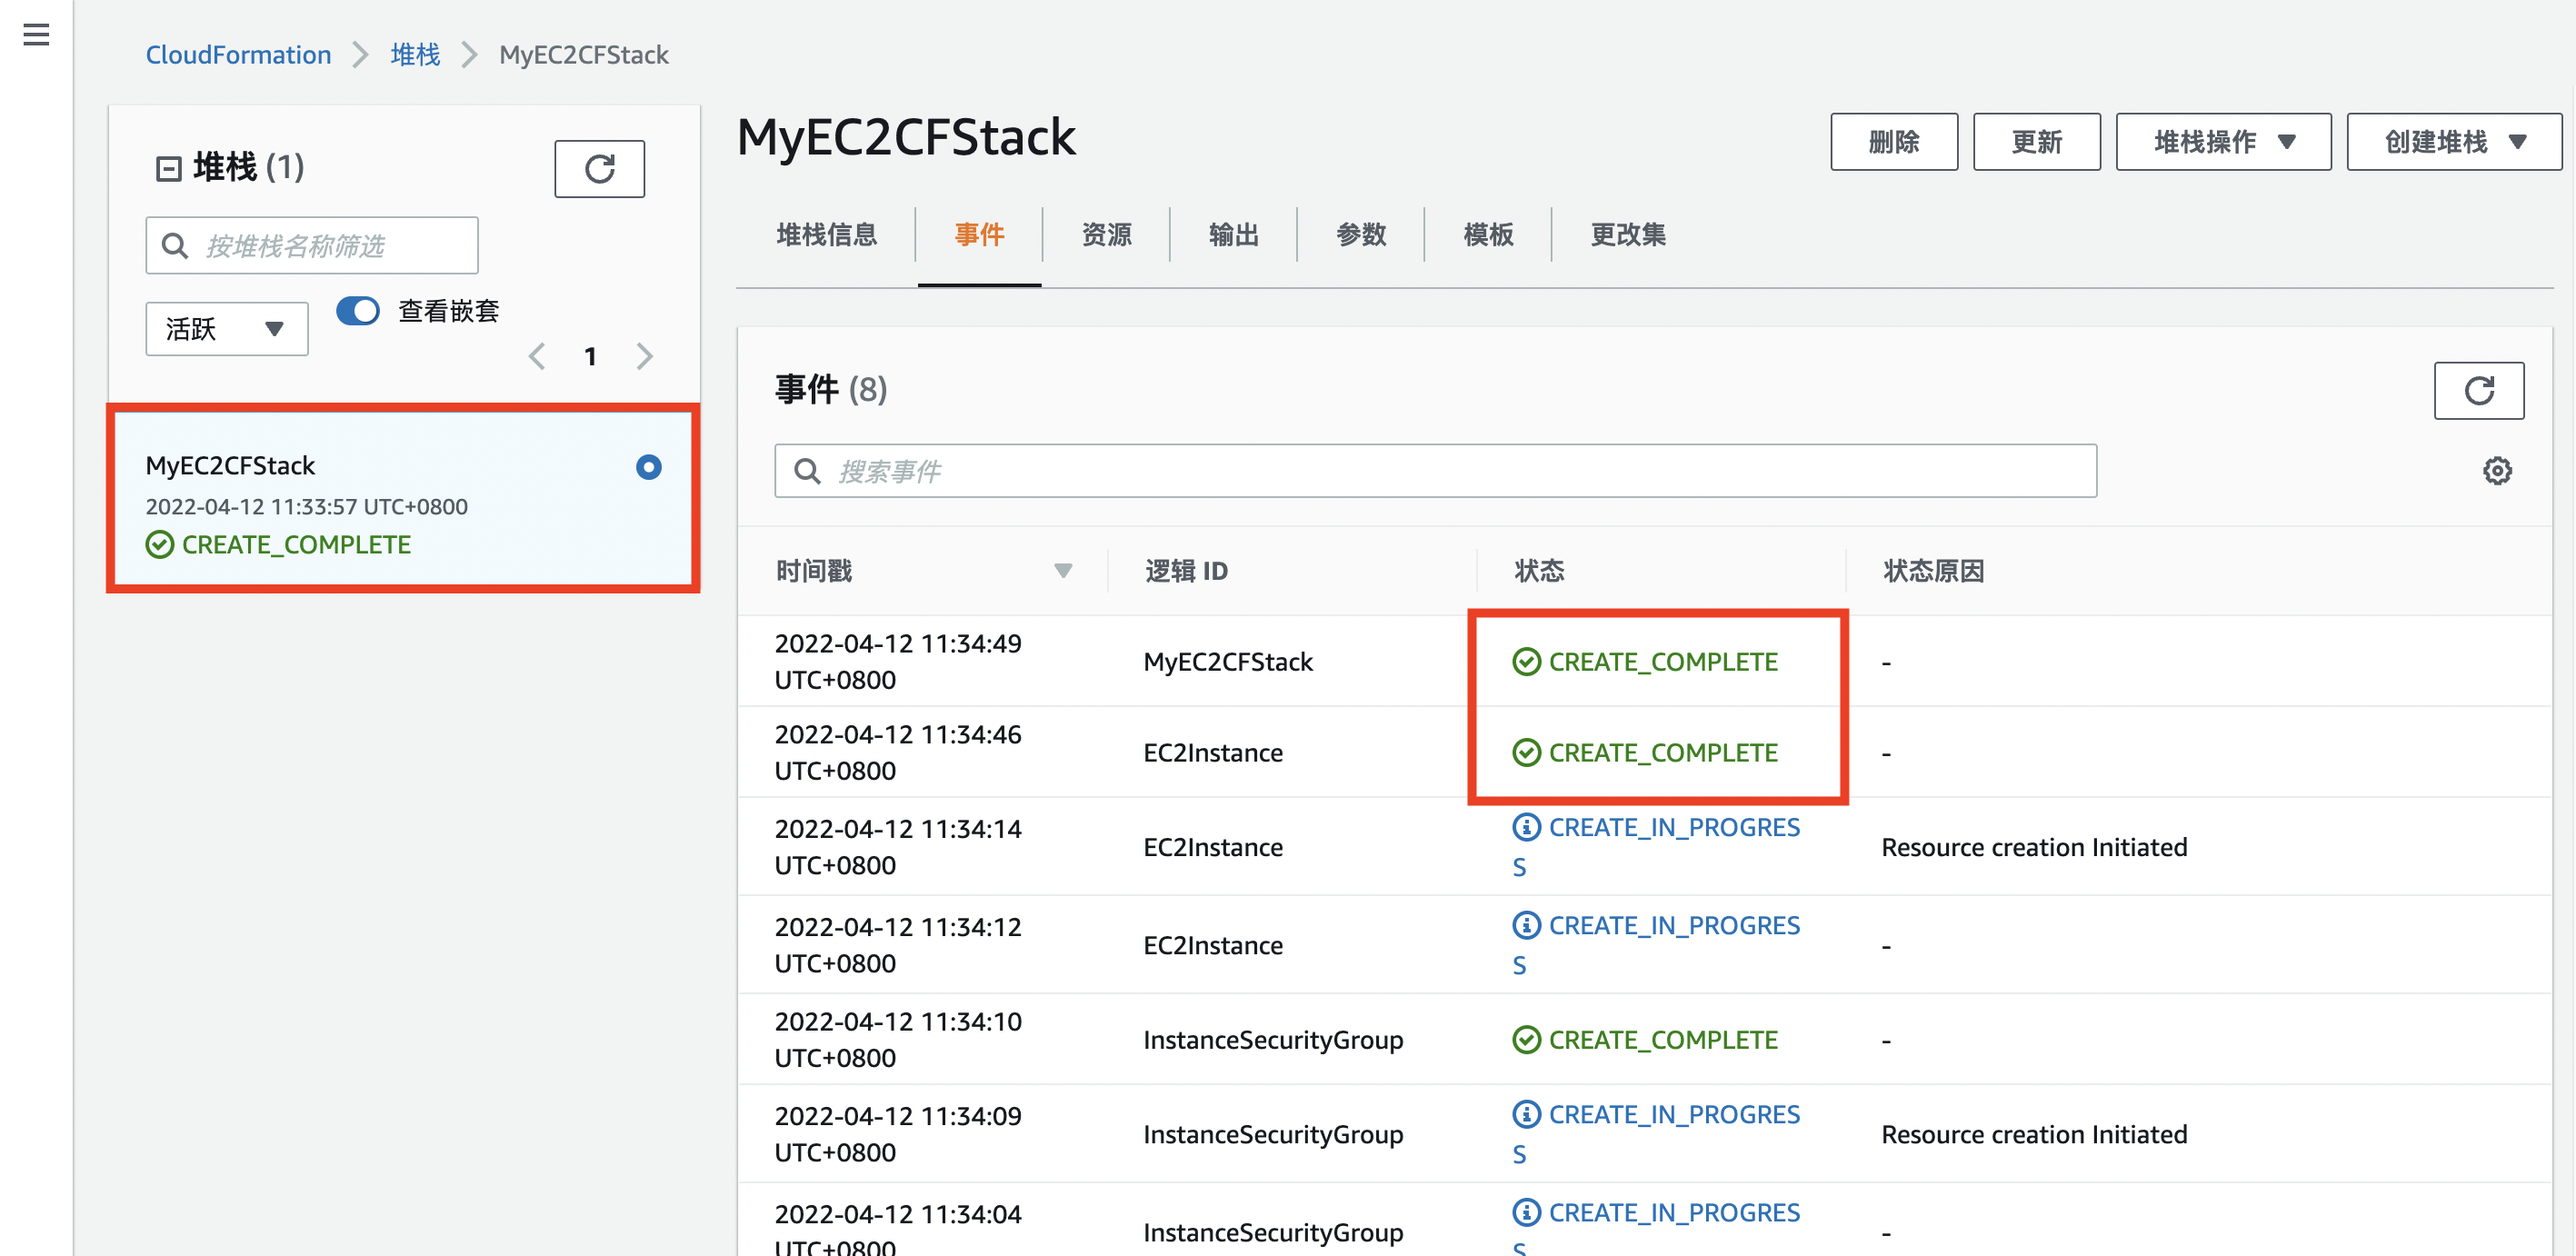 CloudFormation 堆栈 MyEC2CFStack
堆栈 (1)
按堆栈名称筛选
活跃
查看嵌套
1
MyEC2CFStack
2022-04-12 11:33:57 UTC+0800
CREATE_COMPLETE
MyEC2CFStack
删除 更新 堆栈操作 创建堆栈
堆栈信息 事件 资源 输出 参数 模板 更改集
事件 (8)
搜索事件
时间戳 逻辑 ID 状态 状态原因
2022-04-12 11:34:49
UTC+0800
MyEC2CFStack
CREATE_COMPLETE
-
2022-04-12 11:34:46
UTC+0800
EC2Instance
CREATE_COMPLETE
-
2022-04-12 11:34:14
UTC+0800
EC2Instance
CREATE_IN_PROGRES
S
Resource creation Initiated
2022-04-12 11:34:12
UTC+0800
EC2Instance
CREATE_IN_PROGRES
S
-
2022-04-12 11:34:10
UTC+0800
InstanceSecurityGroup
CREATE_COMPLETE
-
2022-04-12 11:34:09
UTC+0800
InstanceSecurityGroup
CREATE_IN_PROGRES
S
Resource creation Initiated
2022-04-12 11:34:04
UTC+0800
InstanceSecurityGroup
CREATE_IN_PROGRES
S
-